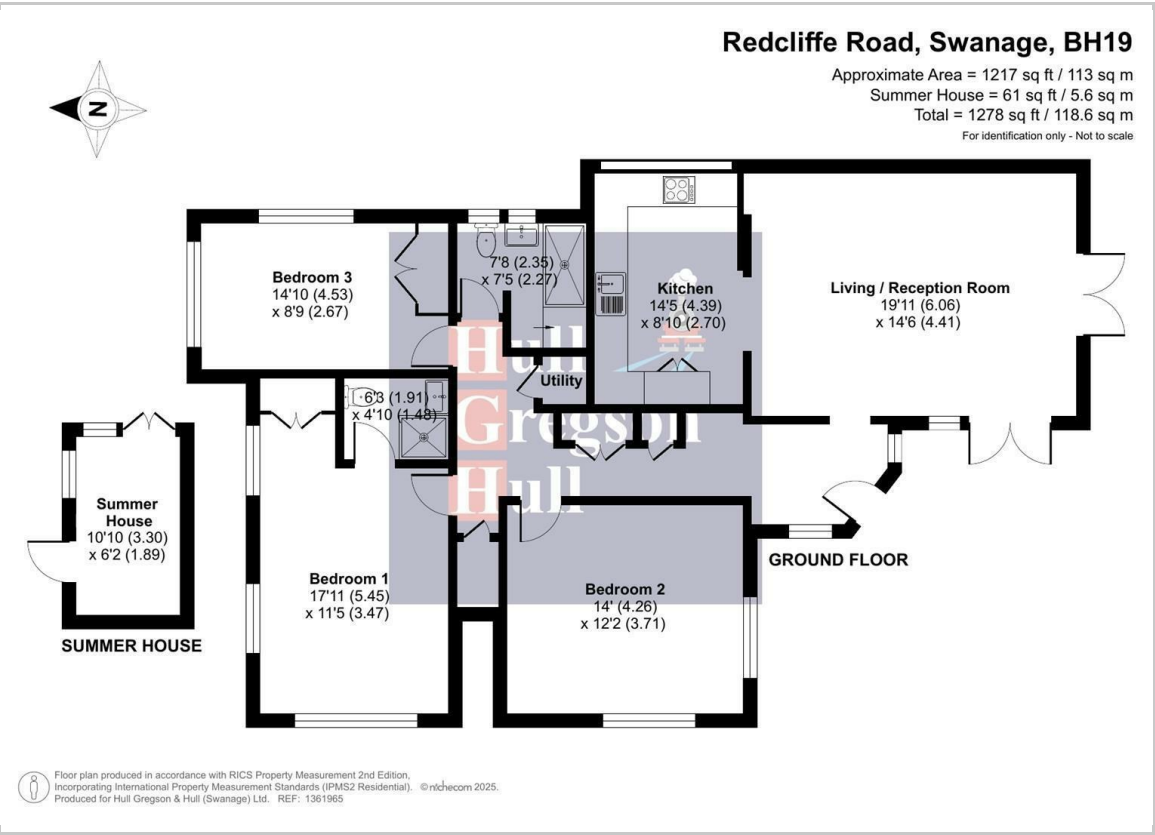 Redcliffe Road, Swanage, BH19
Approximate Area = 1217 sq ft / 113 sq m
Summer House = 61 sq ft / 5.6 sq m
Total = 1278 sq ft / 118.6 sq m
For identification only - Not to scale
N
Bedroom 3
14'10 (4.53)
x 8'9 (2.67)
7'8 (2.35)
x 7'5 (2.27)
Kitchen
14'5 (4.39)
x 8'10 (2.70)
Living / Reception Room
19'11 (6.06)
x 14'6 (4.41)
Hull
Gregson
Hull
Utility
6'3 (1.91)
x 4'10 (1.48)
Summer
House
10'10 (3.30)
x 6'2 (1.89)
SUMMER HOUSE
Bedroom 1
17'11 (5.45)
x 11'5 (3.47)
Bedroom 2
14' (4.26)
x 12'2 (3.71)
GROUND FLOOR
Floor plan produced in accordance with RICS Property Measurement 2nd Edition,
Incorporating International Property Measurement Standards (IPMS2 Residential). © nichecom 2025.
Produced for Hull Gregson & Hull (Swanage) Ltd. REF: 1361965